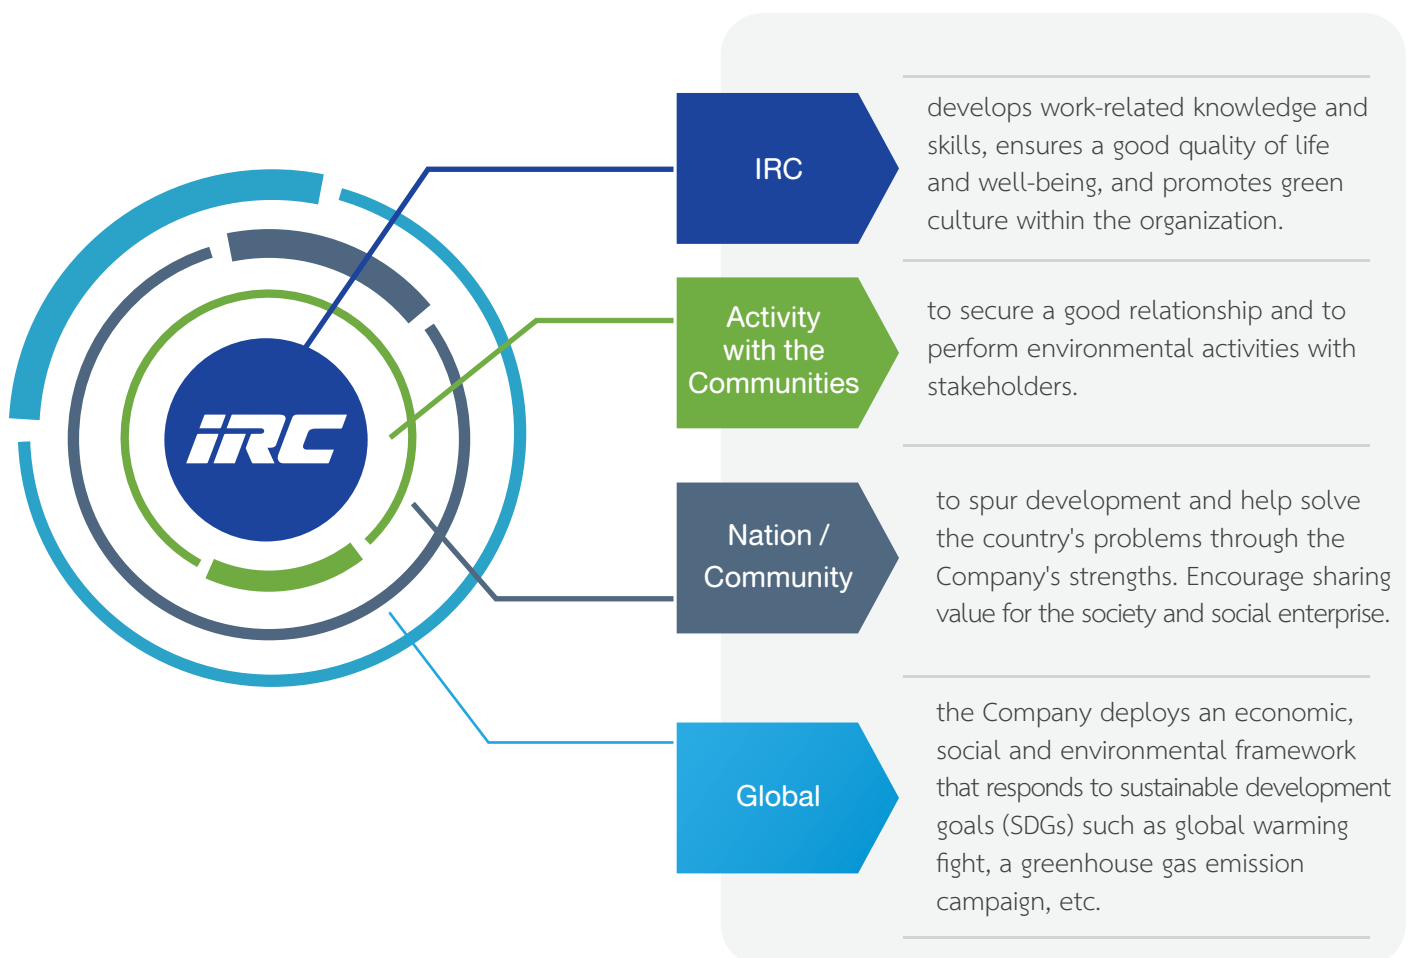 IRC
IRC
develops work-related knowledge and
skills, ensures a good quality of life
and well-being, and promotes green
culture within the organization.
Activity
with the
Communities
to secure a good relationship and to
perform environmental activities with
stakeholders.
Nation /
Community
to spur development and help solve
the country's problems through the
Company's strengths. Encourage sharing
value for the society and social enterprise.
Global
the Company deploys an economic,
social and environmental framework
that responds to sustainable development
goals (SDGs) such as global warming
fight, a greenhouse gas emission
campaign, etc.